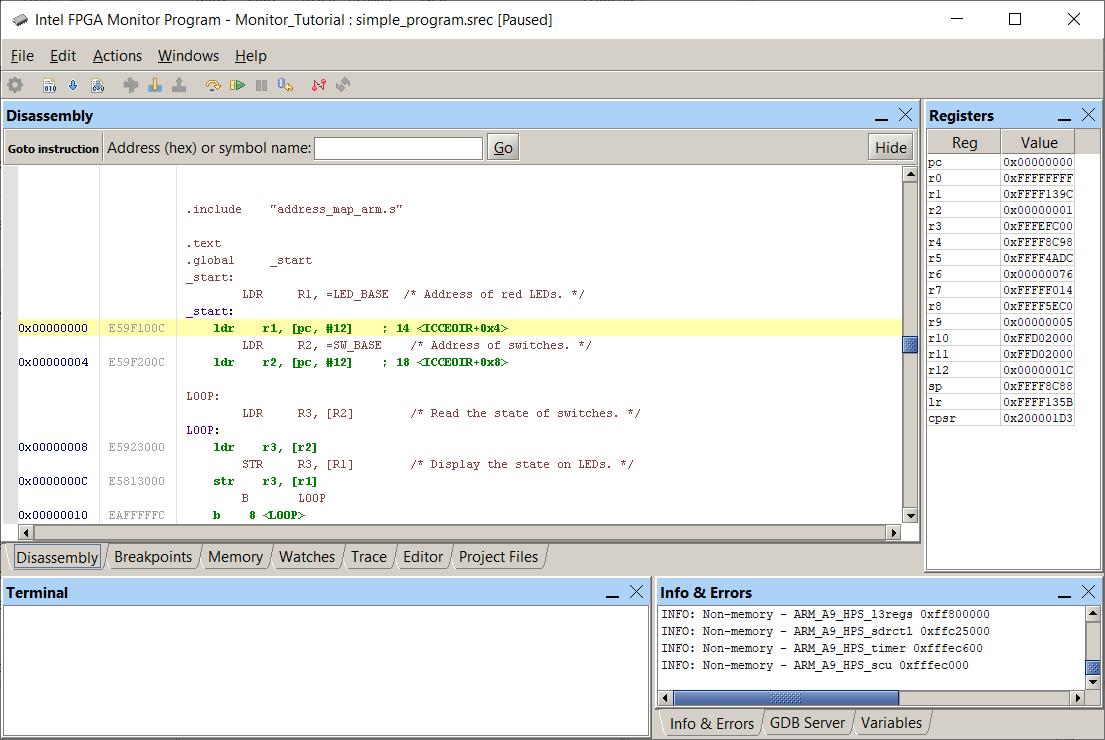 Intel FPGA Monitor Program - Monitor_Tutorial : simple_program.srec [Paused]
File Edit Actions Windows Help
Disassembly
Goto instruction Address (hex) or symbol name: Go Hide
.include "address_map_arm.s"
.text
.global _start
_start:
LDR R1, =LED_BASE /* Address of red LEDs. */
_start:
0x00000000 E59F100C ldr r1, [pc, #12] ; 14 <ICCEOIR+0x4>
LDR R2, =SW_BASE /* Address of switches. */
0x00000004 E59F200C ldr r2, [pc, #12] ; 18 <ICCEOIR+0x8>
LOOP:
LDR R3, [R2] /* Read the state of switches. */
LOOP:
0x00000008 E5923000 ldr r3, [r2]
STR R3, [R1] /* Display the state on LEDs. */
0x0000000C E5813000 str r3, [r1]
B LOOP
0x00000010 EAFFFFFC b 8 <LOOP>
Disassembly Breakpoints Memory Watches Trace Editor Project Files
Registers
Reg Value
pc 0x00000000
r0 0xFFFFFFFF
r1 0xFFFF139C
r2 0x00000001
r3 0xFFFEFC00
r4 0xFFFF8C98
r5 0xFFFF4ADC
r6 0x00000076
r7 0xFFFFF014
r8 0xFFFF5EC0
r9 0x00000005
r10 0xFFD02000
r11 0xFFD02000
r12 0x0000001C
sp 0xFFFF8C88
lr 0xFFFF135B
cpsr 0x200001D3
Terminal
Info & Errors
INFO: Non-memory - ARM_A9_HPS_l3regs 0xff800000
INFO: Non-memory - ARM_A9_HPS_sdrctl 0xffc25000
INFO: Non-memory - ARM_A9_HPS_timer 0xfffec600
INFO: Non-memory - ARM_A9_HPS_scu 0xfffec000
Info & Errors GDB Server Variables